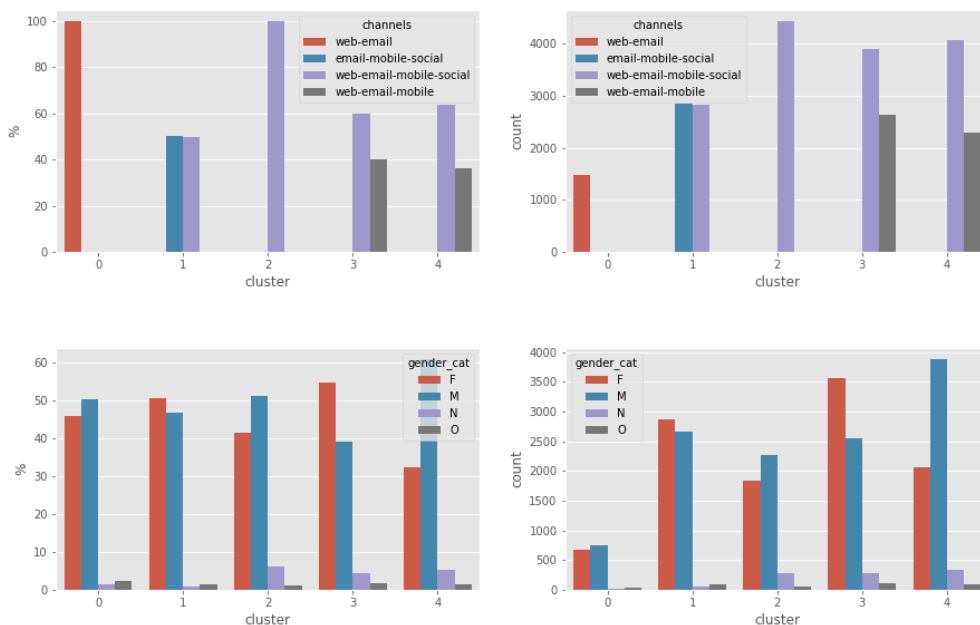 channels
web-email
email-mobile-social
web-email-mobile-social
web-email-mobile
100
80
60
40
20
0
%
0 1 2 3 4
cluster
channels
web-email
email-mobile-social
web-email-mobile-social
web-email-mobile
4000
3000
2000
1000
0
count
0 1 2 3 4
cluster
gender_cat
F
M
N
O
60
50
40
30
20
10
0
%
0 1 2 3 4
cluster
gender_cat
F
M
N
O
4000
3500
3000
2500
2000
1500
1000
500
0
count
0 1 2 3 4
cluster